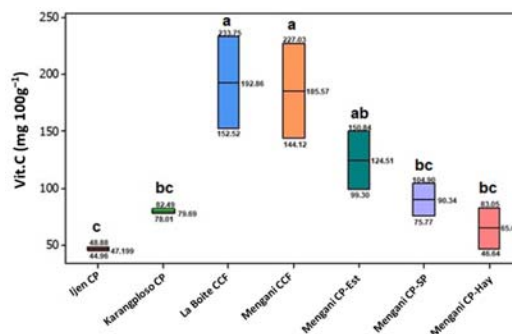 Vit.C (mg 100g⁻¹)
250
200
150
100
50
c
48.88
47.199
44.96
bc
82.49
79.69
78.01
a
233.75
192.86
152.52
a
227.03
185.57
144.12
ab
150.84
124.51
99.30
bc
104.90
90.34
75.77
bc
83.05
46.64
Ijen CP
Karangploso CP
La Boite CCF
Mengani CCF
Mengani CP-Est
Mengani CP-SP
Mengani CP-Hay